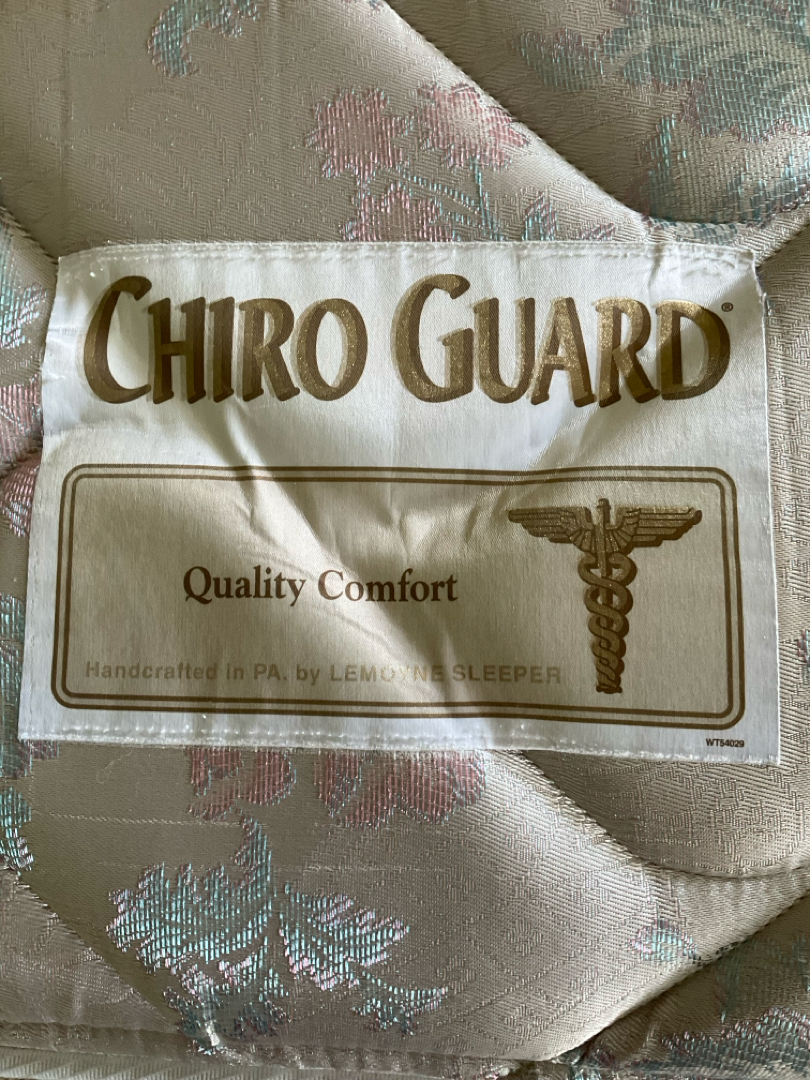 CHIRO GUARD®
Quality Comfort
Handcrafted in PA. by LEMOYNE SLEEPER
WT54029